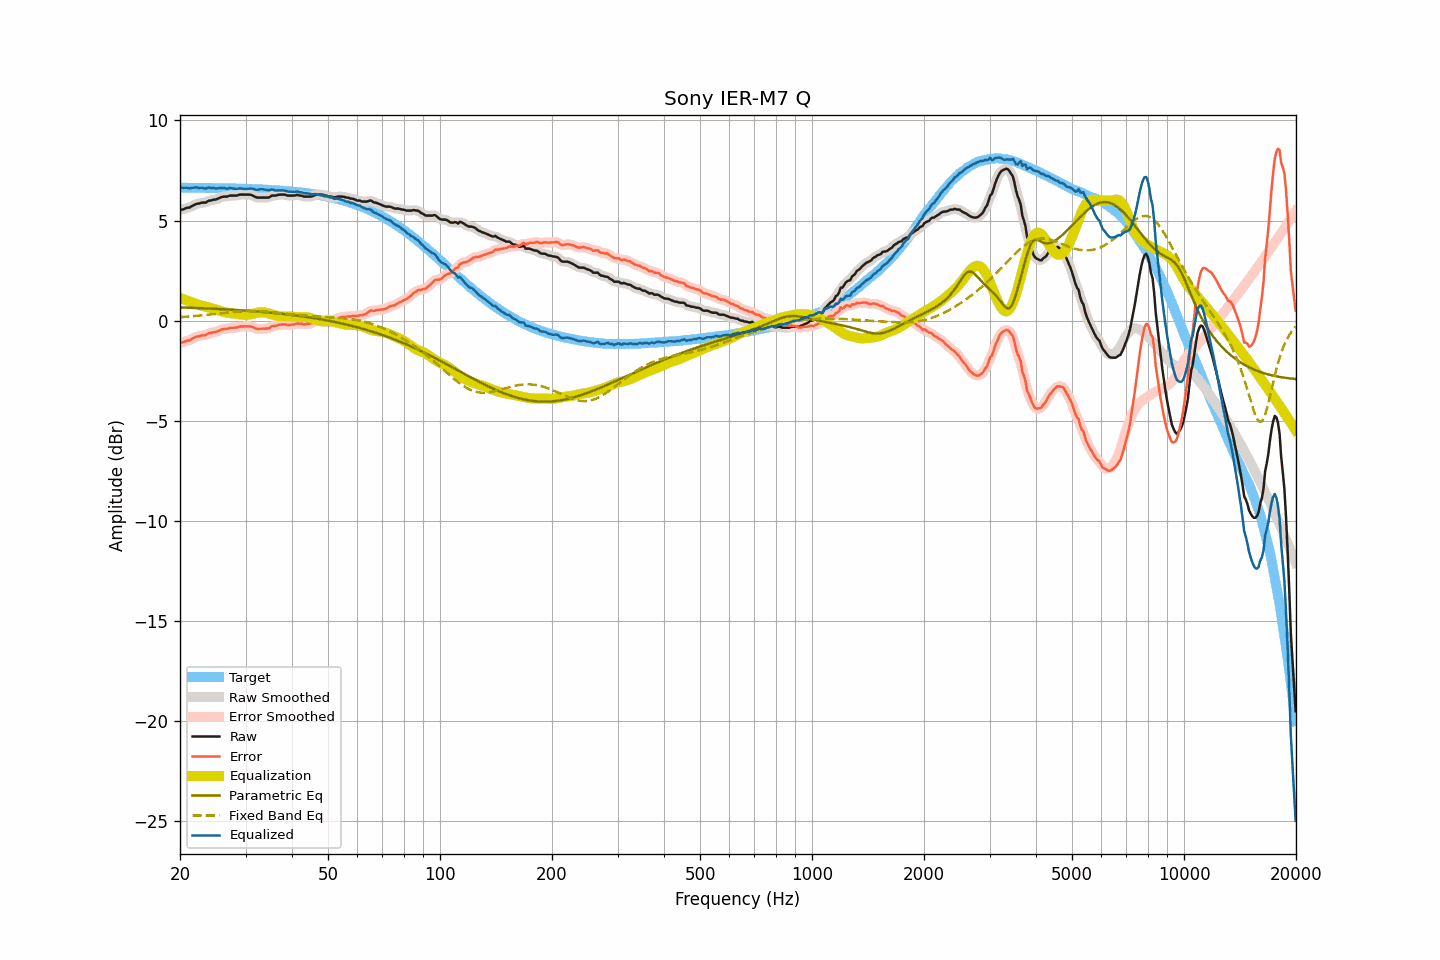 Sony IER-M7 Q
10
5
0
−5
−10
−15
−20
−25
Amplitude (dBr)
Target
Raw Smoothed
Error Smoothed
Raw
Error
Equalization
Parametric Eq
Fixed Band Eq
Equalized
20 50 100 200 500 1000 2000 5000 10000 20000
Frequency (Hz)